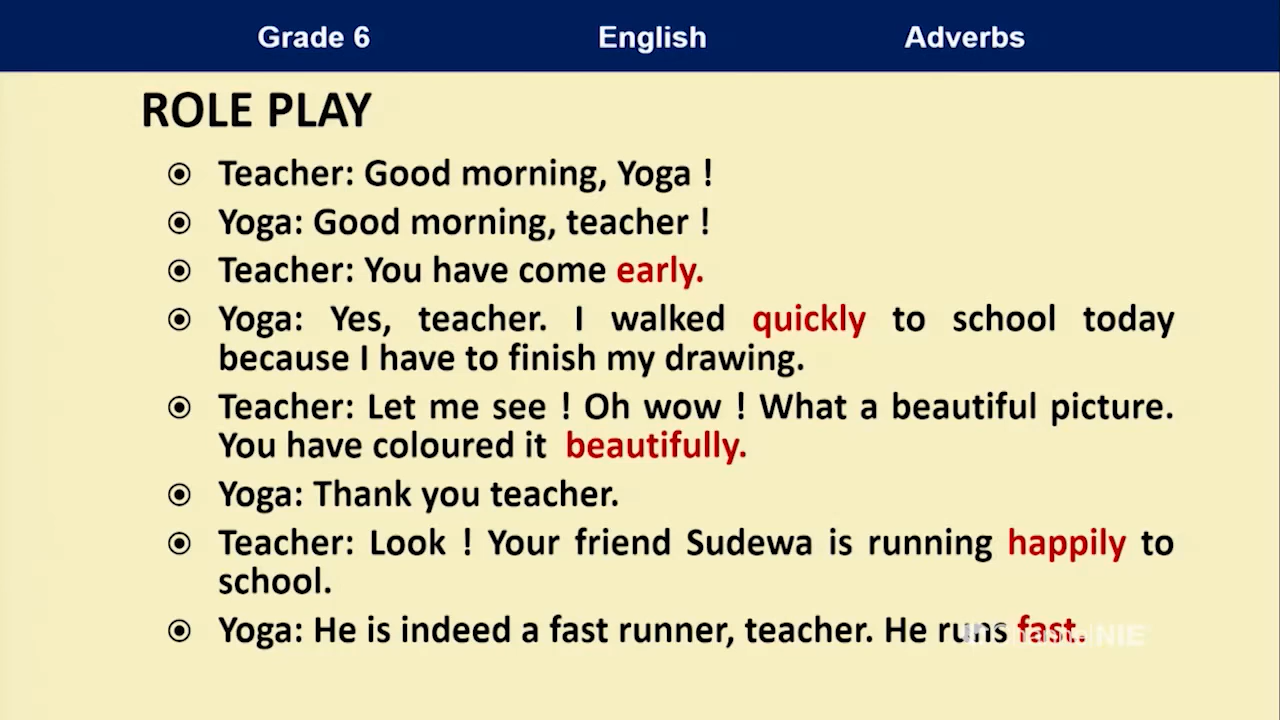 Grade 6 English Adverbs
ROLE PLAY
Teacher: Good morning, Yoga !
Yoga: Good morning, teacher !
Teacher: You have come early.
Yoga: Yes, teacher. I walked quickly to school today
because I have to finish my drawing.
Teacher: Let me see ! Oh wow ! What a beautiful picture.
You have coloured it beautifully.
Yoga: Thank you teacher.
Teacher: Look ! Your friend Sudewa is running happily to
school.
Yoga: He is indeed a fast runner, teacher. He runs fast.
Channel NIE